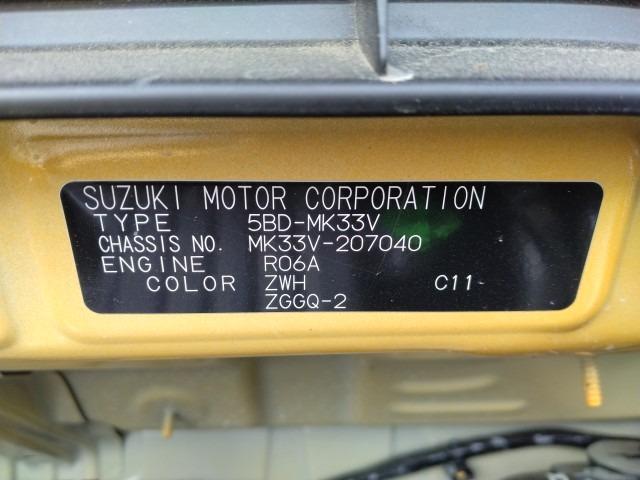 SUZUKI MOTOR CORPORATION
TYPE 5BD-MK33V
CHASSIS NO. MK33V-207040
ENGINE R06A
COLOR ZWH C11-
ZGGQ-2